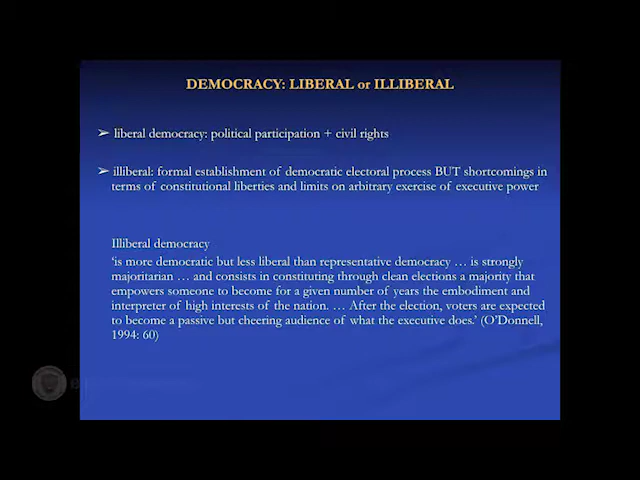 DEMOCRACY: LIBERAL or ILLIBERAL
➢ liberal democracy: political participation + civil rights
➢ illiberal: formal establishment of democratic electoral process BUT shortcomings in
terms of constitutional liberties and limits on arbitrary exercise of executive power
Illiberal democracy
'is more democratic but less liberal than representative democracy … is strongly
majoritarian … and consists in constituting through clean elections a majority that
empowers someone to become for a given number of years the embodiment and
interpreter of high interests of the nation. … After the election, voters are expected
to become a passive but cheering audience of what the executive does.' (O'Donnell,
1994: 60)